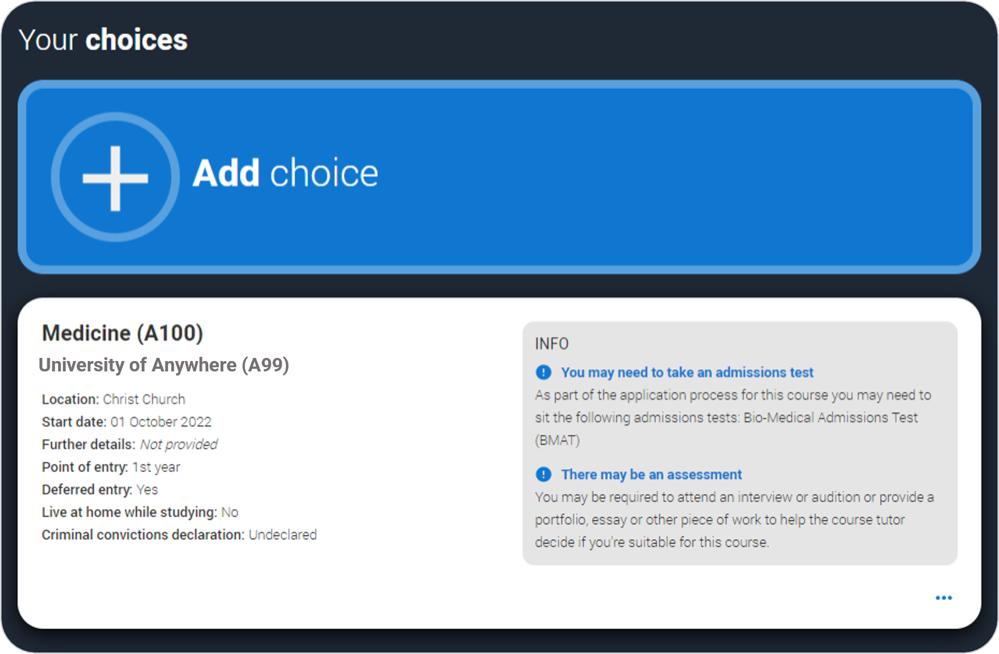 Your choices
Add choice
Medicine (A100)
University of Anywhere (A99)
Location: Christ Church
Start date: 01 October 2022
Further details: Not provided
Point of entry: 1st year
Deferred entry: Yes
Live at home while studying: No
Criminal convictions declaration: Undeclared
INFO
You may need to take an admissions test
As part of the application process for this course you may need to
sit the following admissions tests: Bio-Medical Admissions Test
(BMAT)
There may be an assessment
You may be required to attend an interview or audition or provide a
portfolio, essay or other piece of work to help the course tutor
decide if you're suitable for this course.